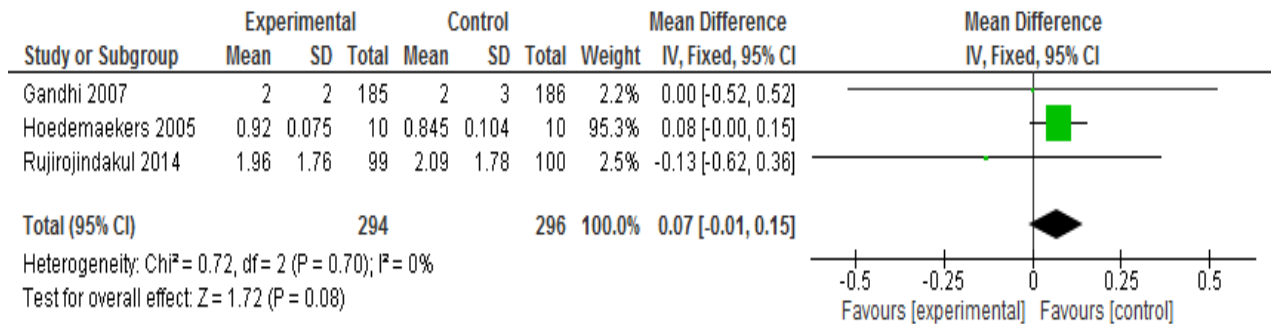 Experimental Control Mean Difference Mean Difference
Study or Subgroup Mean SD Total Mean SD Total Weight IV, Fixed, 95% CI IV, Fixed, 95% CI
Gandhi 2007 2 2 185 2 3 186 2.2% 0.00 [-0.52, 0.52]
Hoedemaekers 2005 0.92 0.075 10 0.845 0.104 10 95.3% 0.08 [-0.00, 0.15]
Rujirojindakul 2014 1.96 1.76 99 2.09 1.78 100 2.5% -0.13 [-0.62, 0.36]
Total (95% CI) 294 296 100.0% 0.07 [-0.01, 0.15]
Heterogeneity: Chi² = 0.72, df = 2 (P = 0.70); I² = 0%
Test for overall effect: Z = 1.72 (P = 0.08)
-0.5 -0.25 0 0.25 0.5
Favours [experimental] Favours [control]